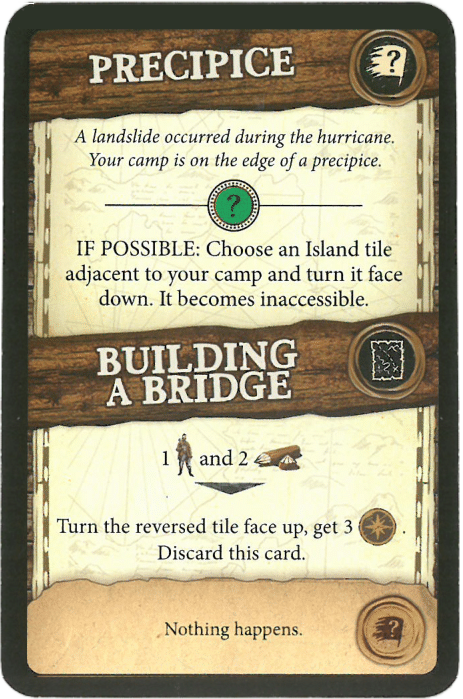 PRECIPICE
?
A landslide occurred during the hurricane.
Your camp is on the edge of a precipice.
?
IF POSSIBLE: Choose an Island tile
adjacent to your camp and turn it face
down. It becomes inaccessible.
BUILDING
A BRIDGE
1 and 2
Turn the reversed tile face up, get 3 .
Discard this card.
Nothing happens.
?